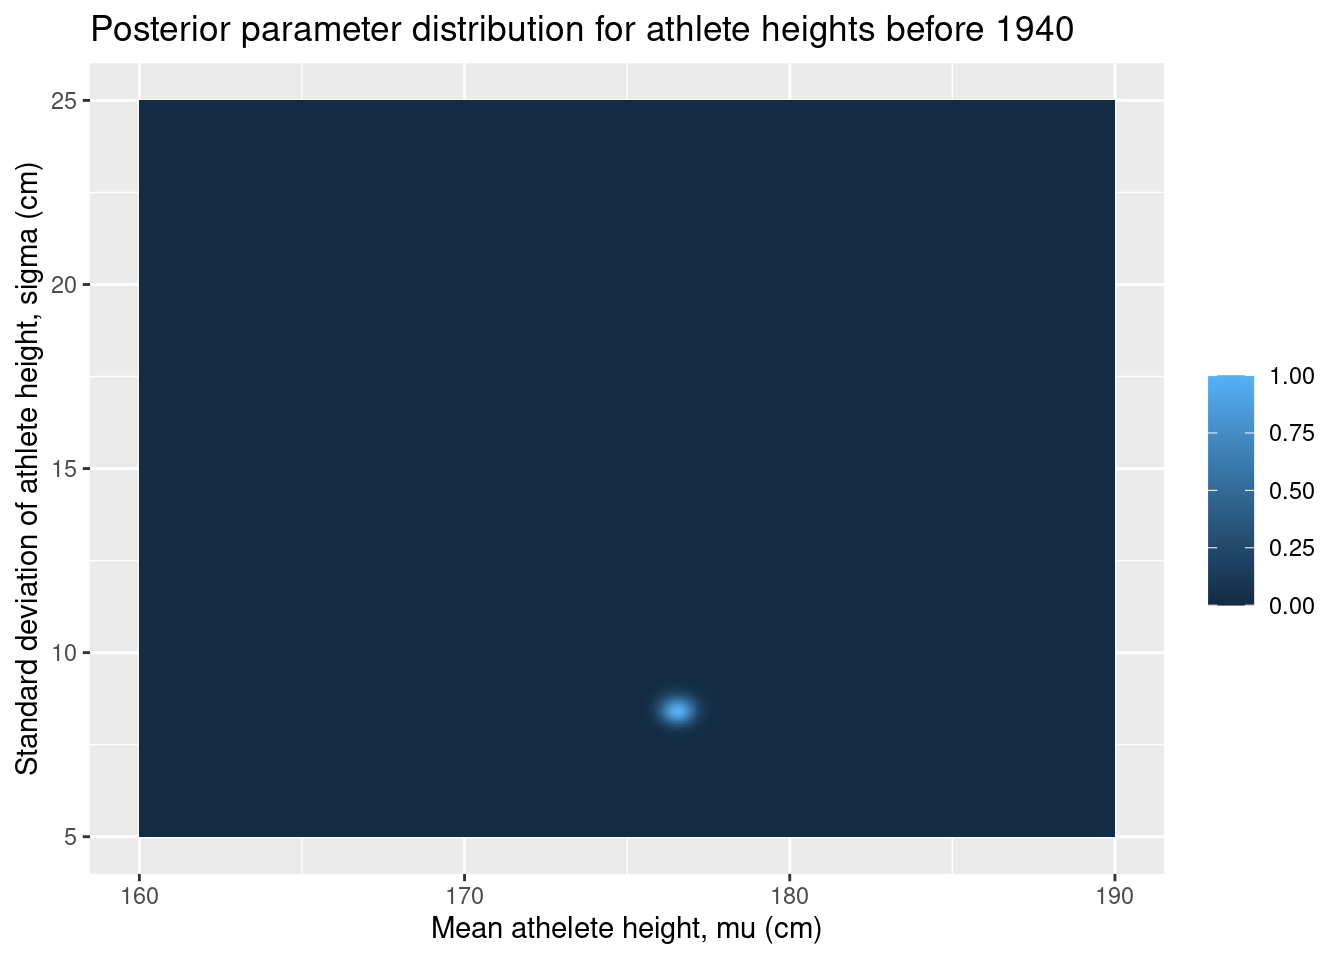 Posterior parameter distribution for athlete heights before 1940
Standard deviation of athlete height, sigma (cm)
25
20
15
10
5
160 170 180 190
Mean athelete height, mu (cm)
1.00
0.75
0.50
0.25
0.00